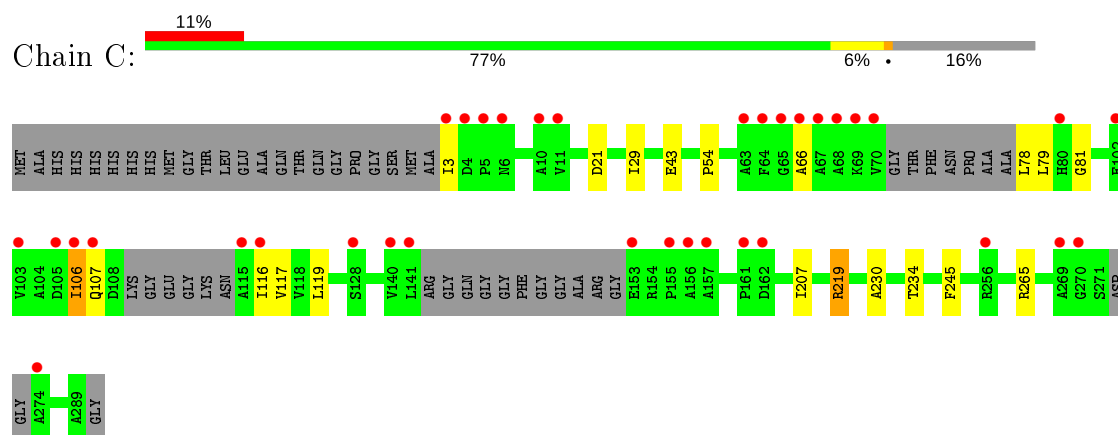 11%
Chain C:
77% 6% • 16%
MET ALA HIS HIS HIS HIS HIS HIS MET GLY THR LEU GLU ALA GLN THR GLN GLY PRO GLY SER MET ALA I3 D4 P5 N6 A10 V11 D21 I29 E43 P54 A63 F64 G65 A66 A67 A68 K69 V70 GLY THR PHE ASN PRO ALA ALA L78 L79 H80 G81
V103 A104 D105 I106 Q107 D108 LYS GLY GLU GLY LYS ASN A115 I116 V117 V118 L119 S128 V140 L141 ARG GLY GLN GLY GLY PHE GLY GLY ALA ARG GLY E153 R154 P155 A156 A157 P161 D162 I207 R219 A230 T234 F245 R256 R265 A269 G270 S271 ASP
GLY A274 A289 GLY